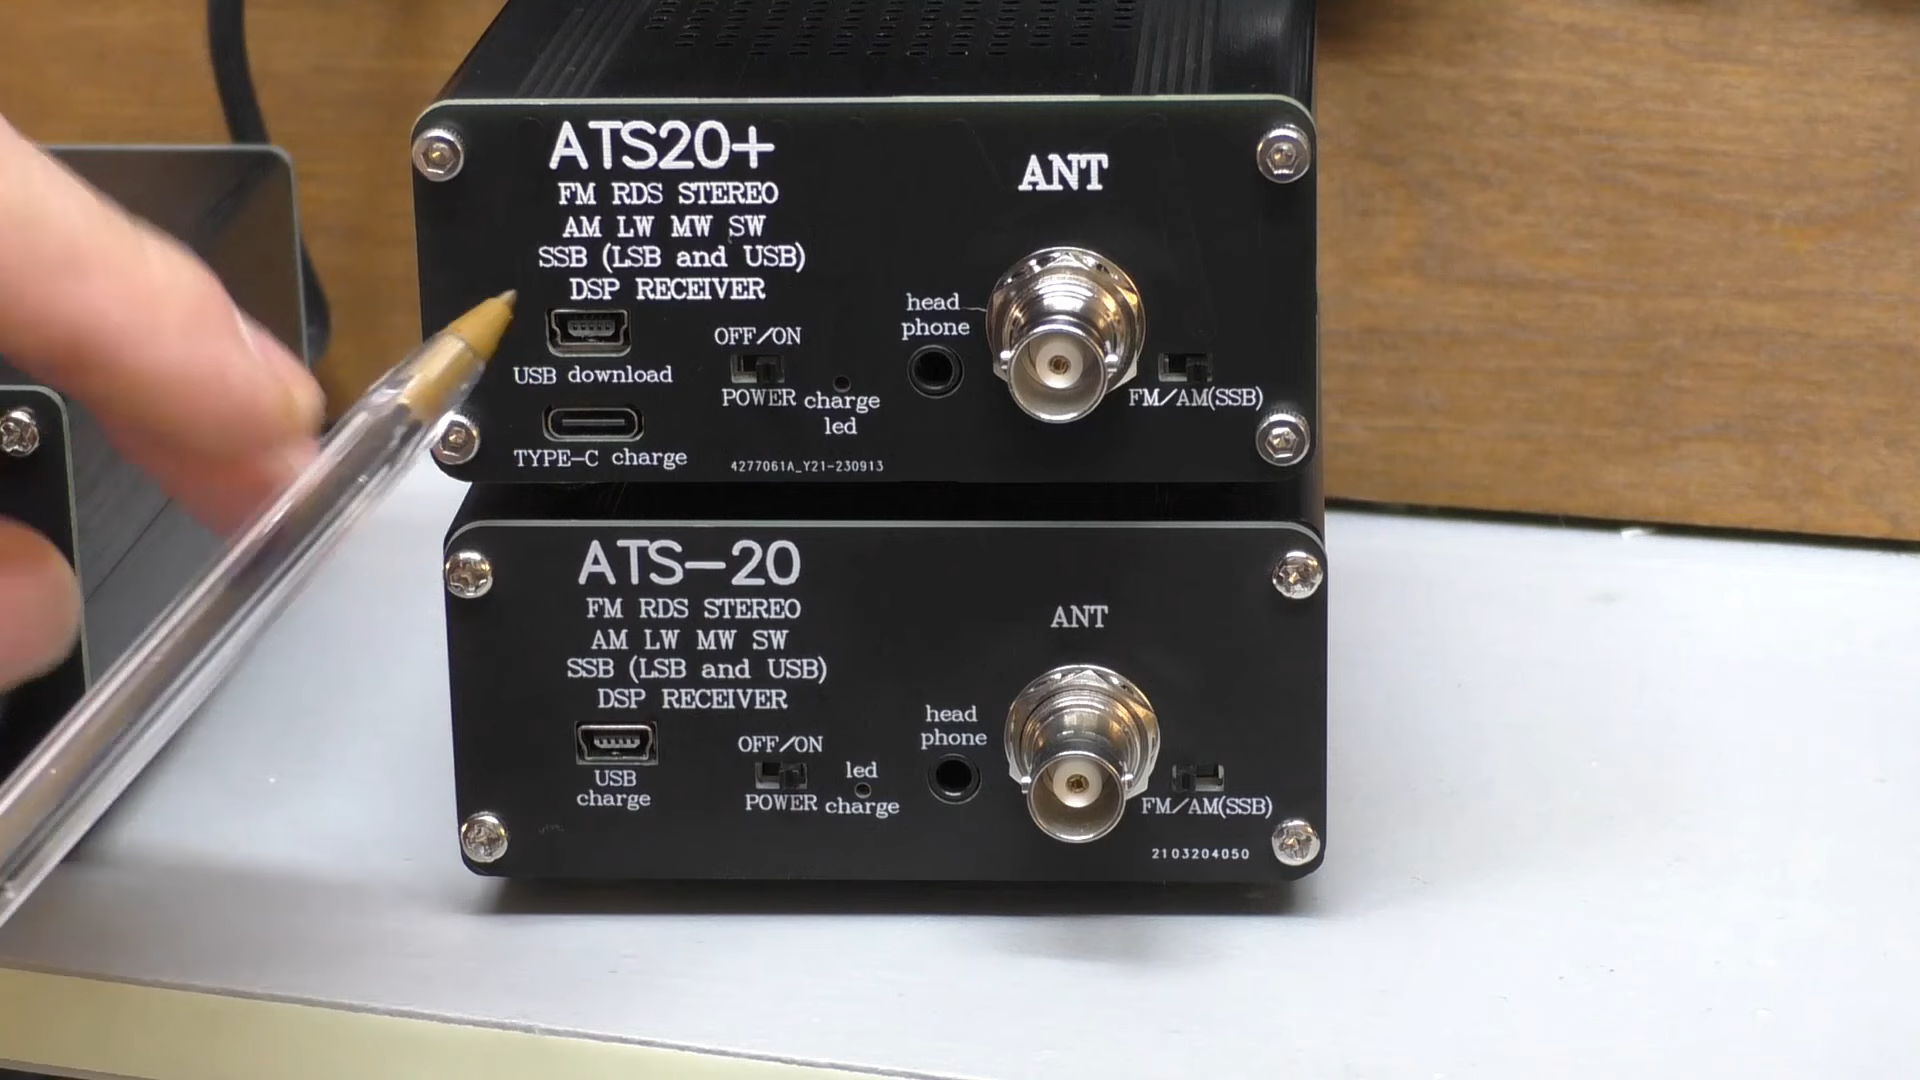 ATS20+
FM RDS STEREO
AM LW MW SW
SSB (LSB and USB)
DSP RECEIVER
USB download
TYPE-C charge
OFF/ON
POWER
charge
led
4277061A_Y21-230913
head
phone
ANT
FM/AM(SSB)
ATS-20
FM RDS STEREO
AM LW MW SW
SSB (LSB and USB)
DSP RECEIVER
USB
charge
OFF/ON
POWER
led
charge
head
phone
ANT
FM/AM(SSB)
2103204050